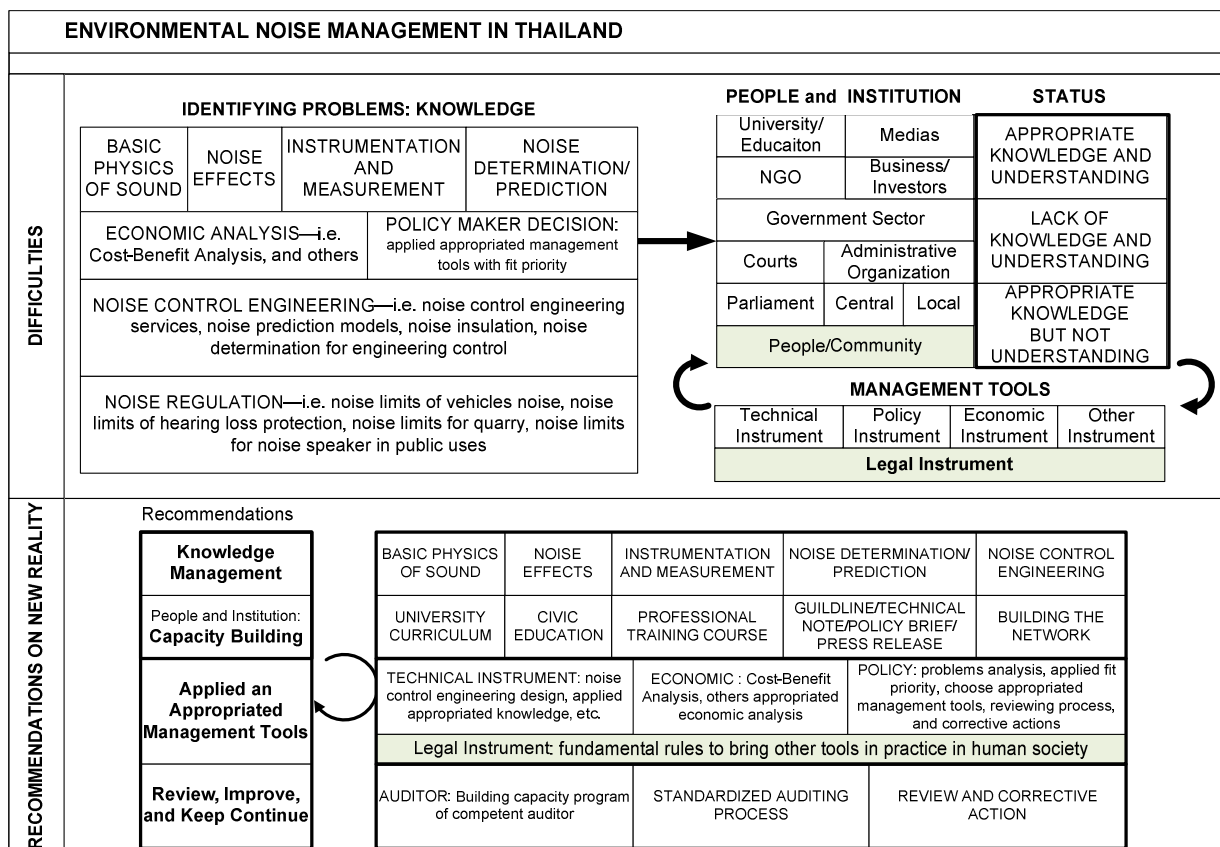 ENVIRONMENTAL NOISE MANAGEMENT IN THAILAND
DIFFICULTIES
IDENTIFYING PROBLEMS: KNOWLEDGE
BASIC
PHYSICS
OF SOUND
NOISE
EFFECTS
INSTRUMENTATION
AND
MEASUREMENT
NOISE
DETERMINATION/
PREDICTION
ECONOMIC ANALYSIS—i.e.
Cost-Benefit Analysis, and others
POLICY MAKER DECISION:
applied appropriated management
tools with fit priority
NOISE CONTROL ENGINEERING—i.e. noise control engineering
services, noise prediction models, noise insulation, noise
determination for engineering control
NOISE REGULATION—i.e. noise limits of vehicles noise, noise
limits of hearing loss protection, noise limits for quarry, noise limits
for noise speaker in public uses
PEOPLE and INSTITUTION
STATUS
University/
Educaiton
Medias
NGO
Business/
Investors
Government Sector
Courts
Administrative
Organization
Parliament
Central
Local
People/Community
APPROPRIATE
KNOWLEDGE AND
UNDERSTANDING
LACK OF
KNOWLEDGE AND
UNDERSTANDING
APPROPRIATE
KNOWLEDGE
BUT NOT
UNDERSTANDING
MANAGEMENT TOOLS
Technical
Instrument
Policy
Instrument
Economic
Instrument
Other
Instrument
Legal Instrument
RECOMMENDATIONS ON NEW REALITY
Recommendations
Knowledge
Management
People and Institution:
Capacity Building
Applied an
Appropriated
Management Tools
Review, Improve,
and Keep Continue
BASIC PHYSICS
OF SOUND
NOISE
EFFECTS
INSTRUMENTATION
AND MEASUREMENT
NOISE DETERMINATION/
PREDICTION
NOISE CONTROL
ENGINEERING
UNIVERSITY
CURRICULUM
CIVIC
EDUCATION
PROFESSIONAL
TRAINING COURSE
GUILDLINE/TECHNICAL
NOTE/POLICY BRIEF/
PRESS RELEASE
BUILDING THE
NETWORK
TECHNICAL INSTRUMENT: noise
control engineering design, applied
appropriated knowledge, etc.
ECONOMIC : Cost-Benefit
Analysis, others appropriated
economic analysis
POLICY: problems analysis, applied fit
priority, choose appropriated
management tools, reviewing process,
and corrective actions
Legal Instrument: fundamental rules to bring other tools in practice in human society
AUDITOR: Building capacity program
of competent auditor
STANDARDIZED AUDITING
PROCESS
REVIEW AND CORRECTIVE
ACTION